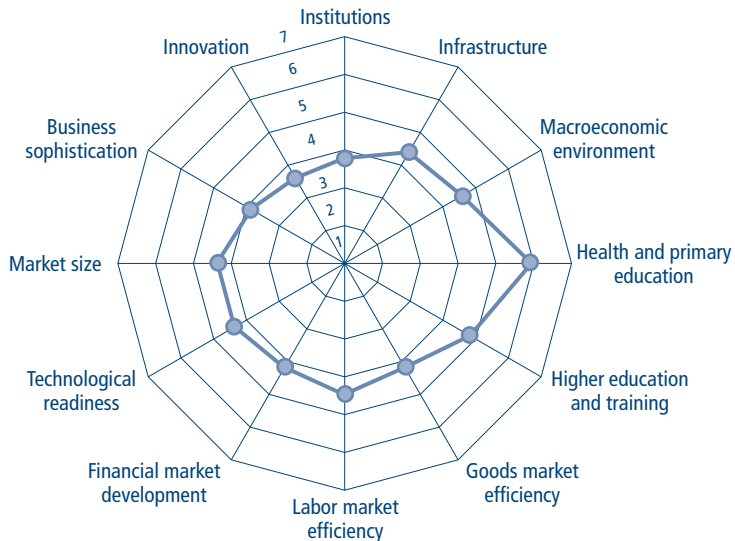 Institutions
Infrastructure
Macroeconomic
environment
Health and primary
education
Higher education
and training
Goods market
efficiency
Labor market
efficiency
Financial market
development
Technological
readiness
Market size
Business
sophistication
Innovation
7
6
5
4
3
2
1